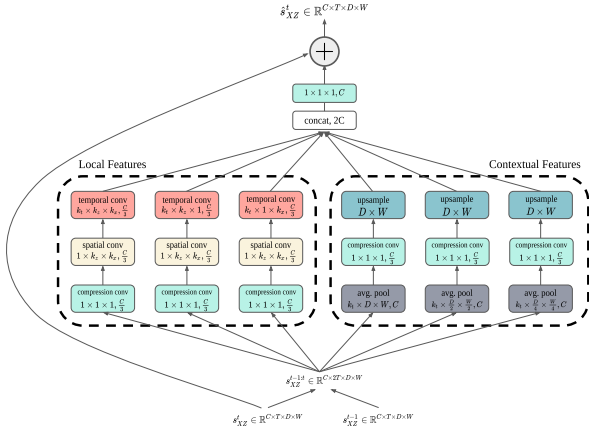 ŝ^t_{XZ} ∈ ℝ^{C×T×D×W}
1 × 1 × 1, C
concat, 2C
Local Features
Contextual Features
temporal conv
k_t × k_z × k_x, C/3
temporal conv
k_t × k_z × 1, C/3
temporal conv
k_t × 1 × k_x, C/3
upsample
D × W
upsample
D × W
upsample
D × W
spatial conv
1 × k_z × k_x, C/3
spatial conv
1 × k_z × k_x, C/3
spatial conv
1 × k_z × k_x, C/3
compression conv
1 × 1 × 1, C/3
compression conv
1 × 1 × 1, C/3
compression conv
1 × 1 × 1, C/3
compression conv
1 × 1 × 1, C/3
compression conv
1 × 1 × 1, C/3
compression conv
1 × 1 × 1, C/3
avg. pool
k_t × D × W, C
avg. pool
k_t × D/2 × W/2, C
avg. pool
k_t × D/4 × W/4, C
s^{t−1:t}_{XZ} ∈ ℝ^{C×2T×D×W}
s^t_{XZ} ∈ ℝ^{C×T×D×W}
s^{t−1}_{XZ} ∈ ℝ^{C×T×D×W}